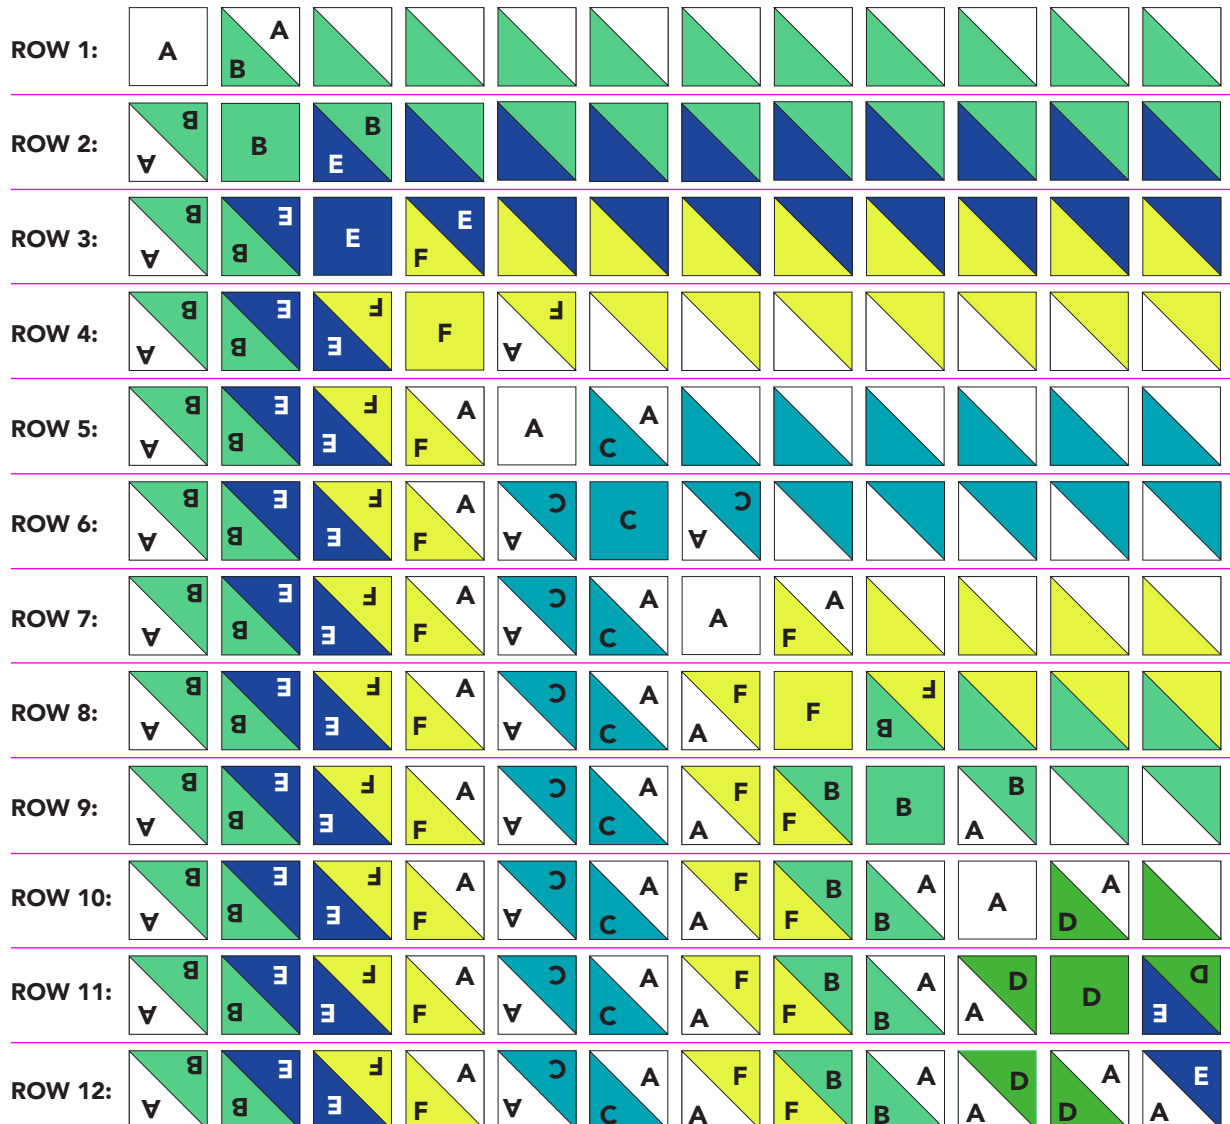 ROW 1: A A B
ROW 2: B A B B E
ROW 3: B A E B E E F
ROW 4: B A E B F E F F A
ROW 5: B A E B F E A F A A C
ROW 6: B A E B F E A F C A C C A
ROW 7: B A E B F E A F C A A C A A F
ROW 8: B A E B F E A F C A A C F A F F B
ROW 9: B A E B F E A F C A A C F A B F B B A
ROW 10: B A E B F E A F C A A C F A B F A B A A D
ROW 11: B A E B F E A F C A A C F A B F A B D A D D E
ROW 12: B A E B F E A F C A A C F A B F A B D A A D E A